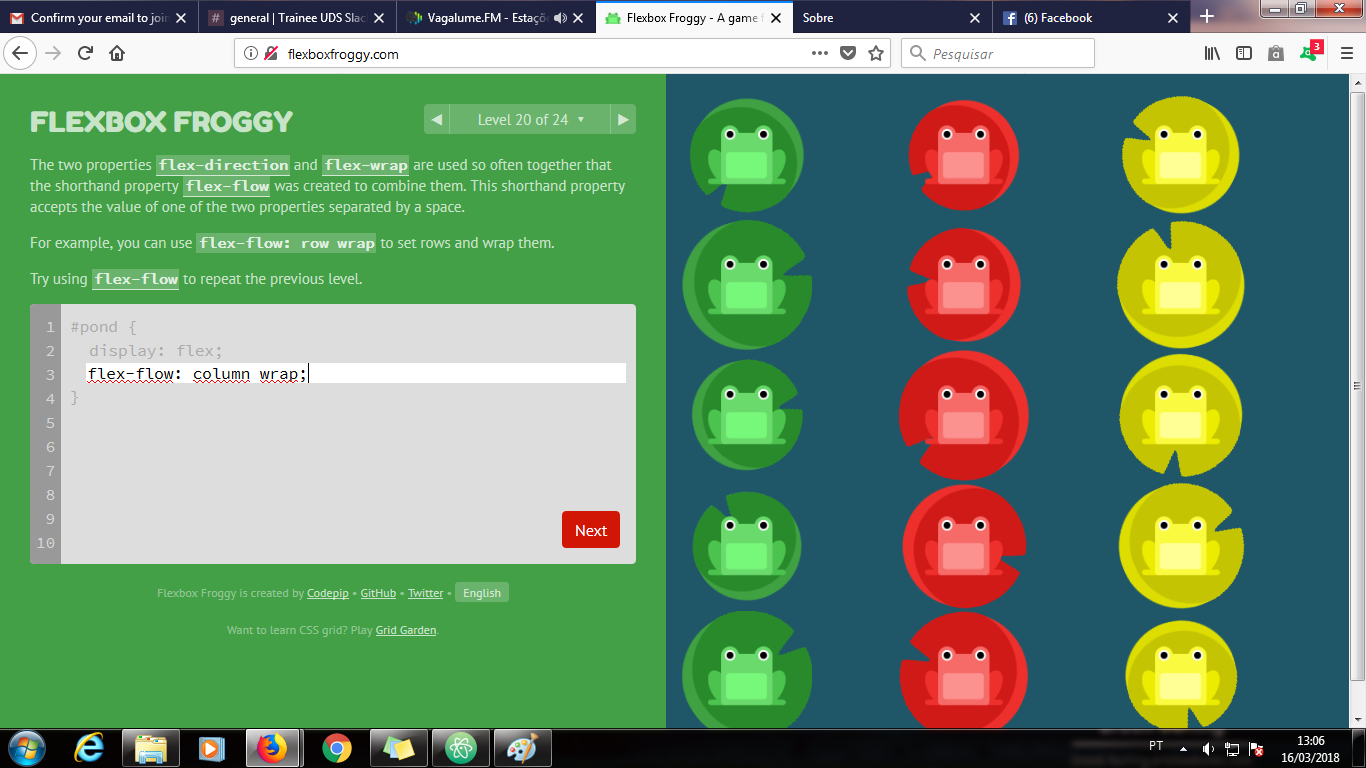 Confirm your email to join
general | Trainee UDS Slac
Vagalume.FM - Estaçõe
Flexbox Froggy - A game f
Sobre
(6) Facebook
flexboxfroggy.com
Pesquisar
3
FLEXBOX FROGGY
◀ Level 20 of 24 ▼ ▶
The two properties flex-direction and flex-wrap are used so often together that
the shorthand property flex-flow was created to combine them. This shorthand property
accepts the value of one of the two properties separated by a space.
For example, you can use flex-flow: row wrap to set rows and wrap them.
Try using flex-flow to repeat the previous level.
1 #pond {
2 display: flex;
3 flex-flow: column wrap;
4 }
5
6
7
8
9
10
Next
Flexbox Froggy is created by Codepip • GitHub • Twitter • English
Want to learn CSS grid? Play Grid Garden.
PT
13:06
16/03/2018